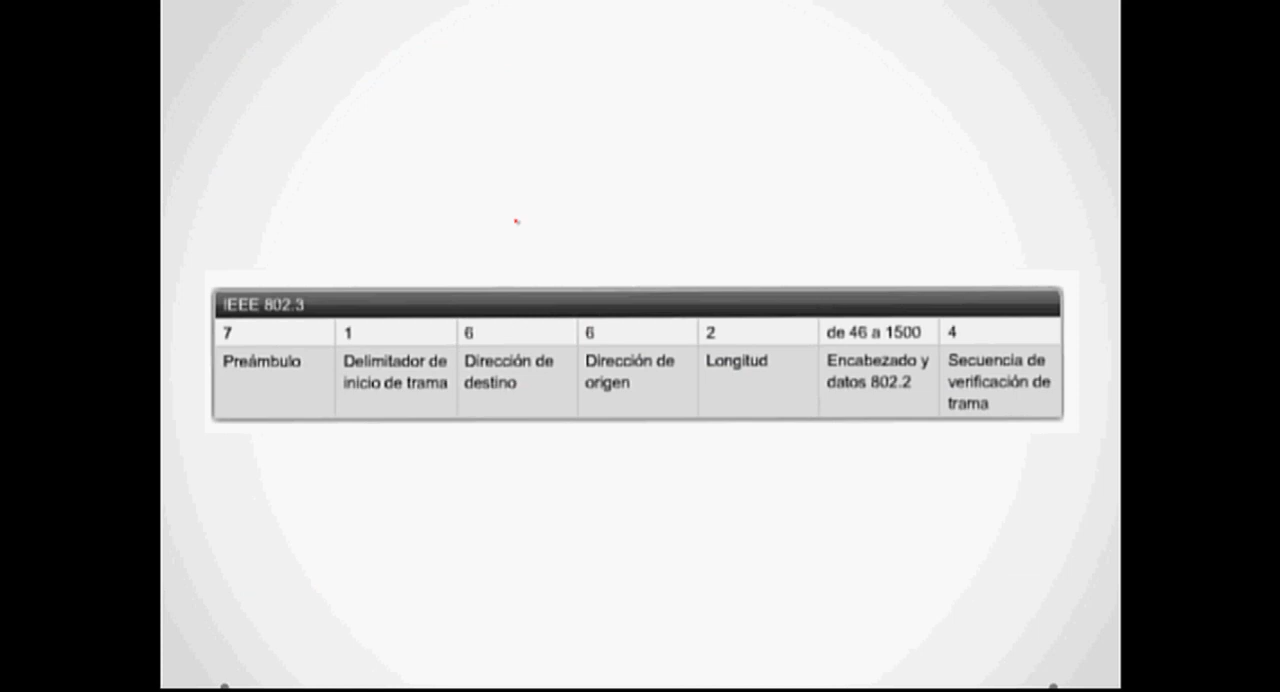 IEEE 802.3
7 1 6 6 2 de 46 a 1500 4
Preámbulo Delimitador de Dirección de Dirección de Longitud Encabezado y Secuencia de
inicio de trama destino origen datos 802.2 verificación de
trama